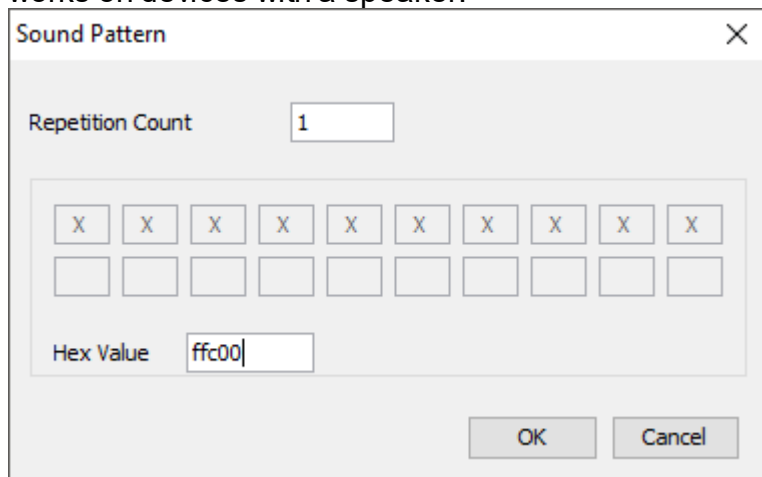 works on devices with a speaker.
Sound Pattern
Repetition Count 1
X X X X X X X X X X
Hex Value ffc00
OK Cancel